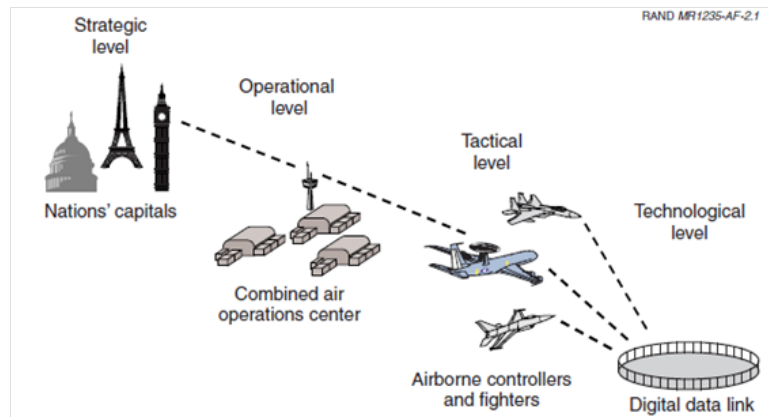 RAND MR1235-AF-2.1
Strategic
level
Operational
level
Tactical
level
Technological
level
Nations' capitals
Combined air
operations center
Airborne controllers
and fighters
Digital data link